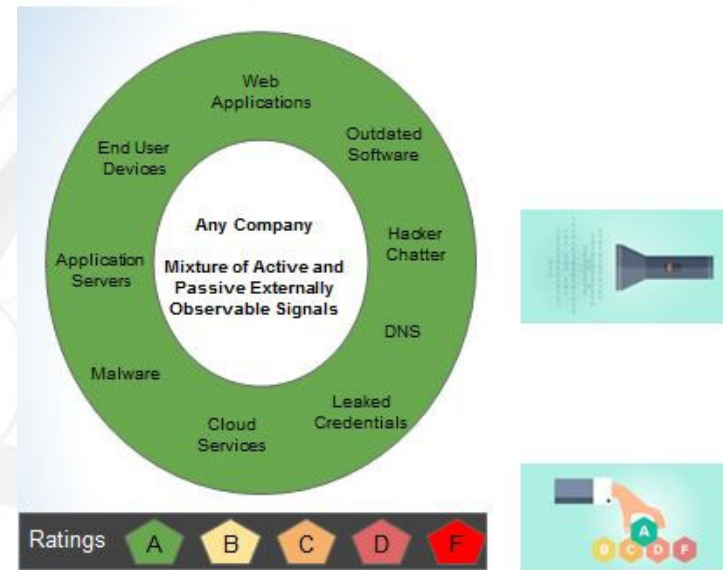 Web
Applications
Outdated
Software
Hacker
Chatter
DNS
Leaked
Credentials
Cloud
Services
Malware
Application
Servers
End User
Devices
Any Company
Mixture of Active and
Passive Externally
Observable Signals
Ratings A B C D F
A
B C D F